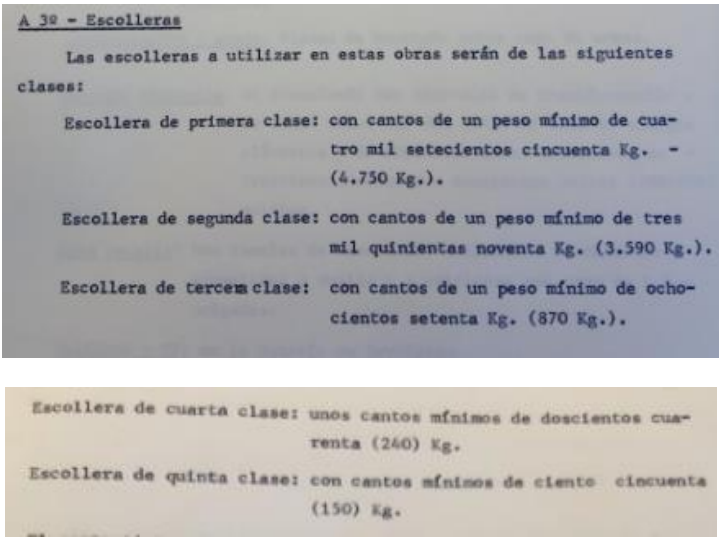 A 3º - Escolleras
Las escolleras a utilizar en estas obras serán de las siguientes
clases:
Escollera de primera clase: con cantos de un peso mínimo de cua-
tro mil setecientos cincuenta Kg. -
(4.750 Kg.).
Escollera de segunda clase: con cantos de un peso mínimo de tres
mil quinientas noventa Kg. (3.590 Kg.).
Escollera de tercera clase: con cantos de un peso mínimo de ocho-
cientos setenta Kg. (870 Kg.).
Escollera de cuarta clase: unos cantos mínimos de doscientos cua-
renta (240) Kg.
Escollera de quinta clase: con cantos mínimos de ciento cincuenta
(150) Kg.